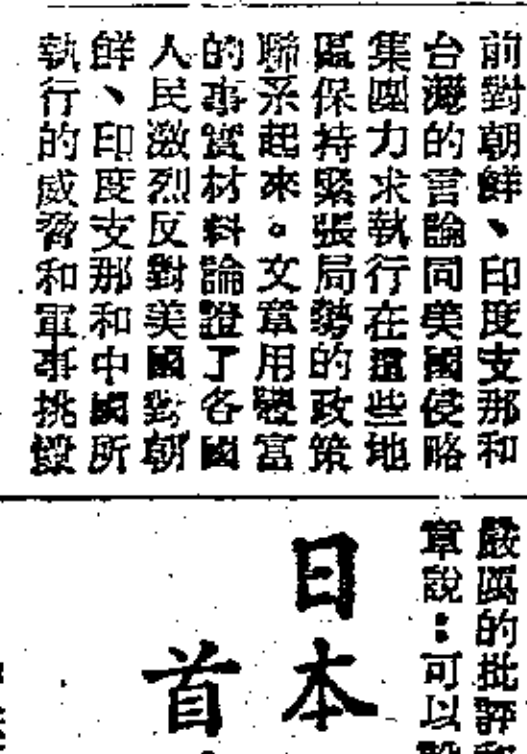 前對朝鮮、印度支那和
台灣的言論同美國侵略
集團力求執行在這些地
區保持緊張局勢的政策
聯系起來。文章用豐富
的事實材料論證了各國
人民激烈反對美國對朝
鮮、印度支那和中國所
執行的威脅和軍事挑釁
嚴厲的批評和
章說：可以
日本
首